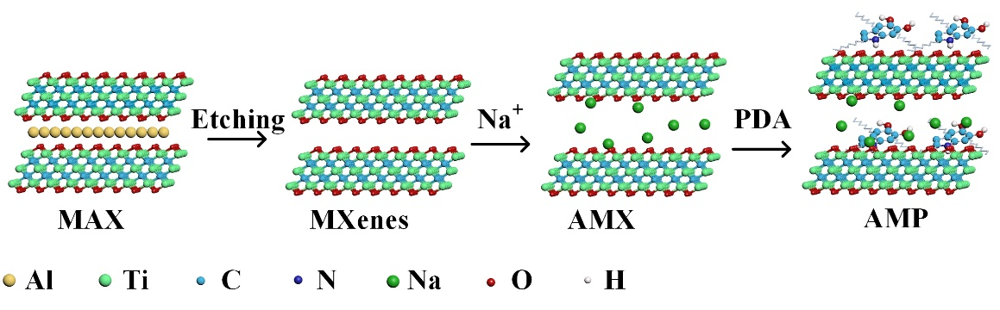 Etching
Na+
PDA
MAX
MXenes
AMX
AMP
Al Ti C N Na O H